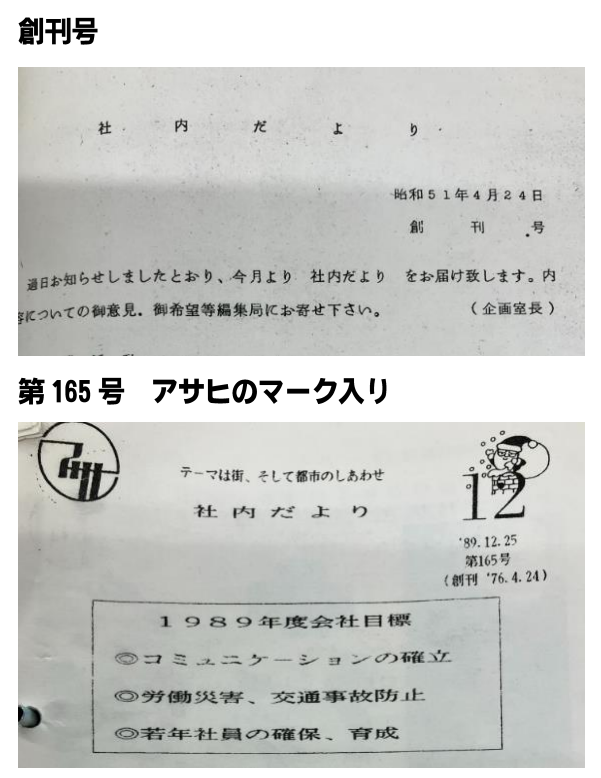 創刊号
社内だより
昭和51年4月24日
創刊号
過日お知らせしましたとおり、今月より 社内だより をお届け致します。内
容についての御意見．御希望等編集局にお寄せ下さい。 （企画室長）
第165号 アサヒのマーク入り
テーマは街、そして都市のしあわせ
社内だより
12
'89.12.25
第165号
（創刊 '76.4.24）
1989年度会社目標
◎コミュニケーションの確立
◎労働災害、交通事故防止
◎若年社員の確保、育成